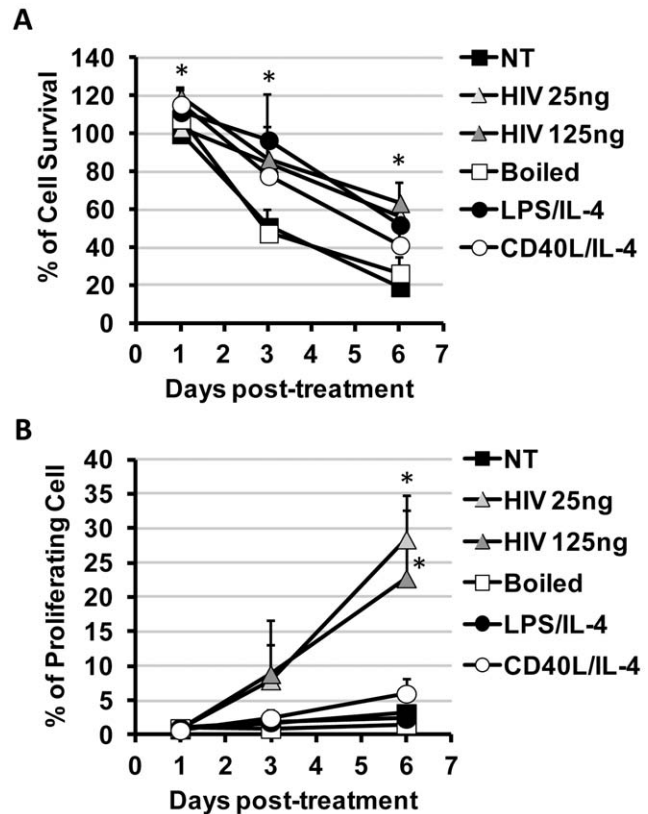 A
% of Cell Survival
140
120
100
80
60
40
20
0
*
*
*
0 1 2 3 4 5 6 7
Days post-treatment
NT
HIV 25ng
HIV 125ng
Boiled
LPS/IL-4
CD40L/IL-4
B
% of Proliferating Cell
40
35
30
25
20
15
10
5
0
*
*
0 1 2 3 4 5 6 7
Days post-treatment
NT
HIV 25ng
HIV 125ng
Boiled
LPS/IL-4
CD40L/IL-4